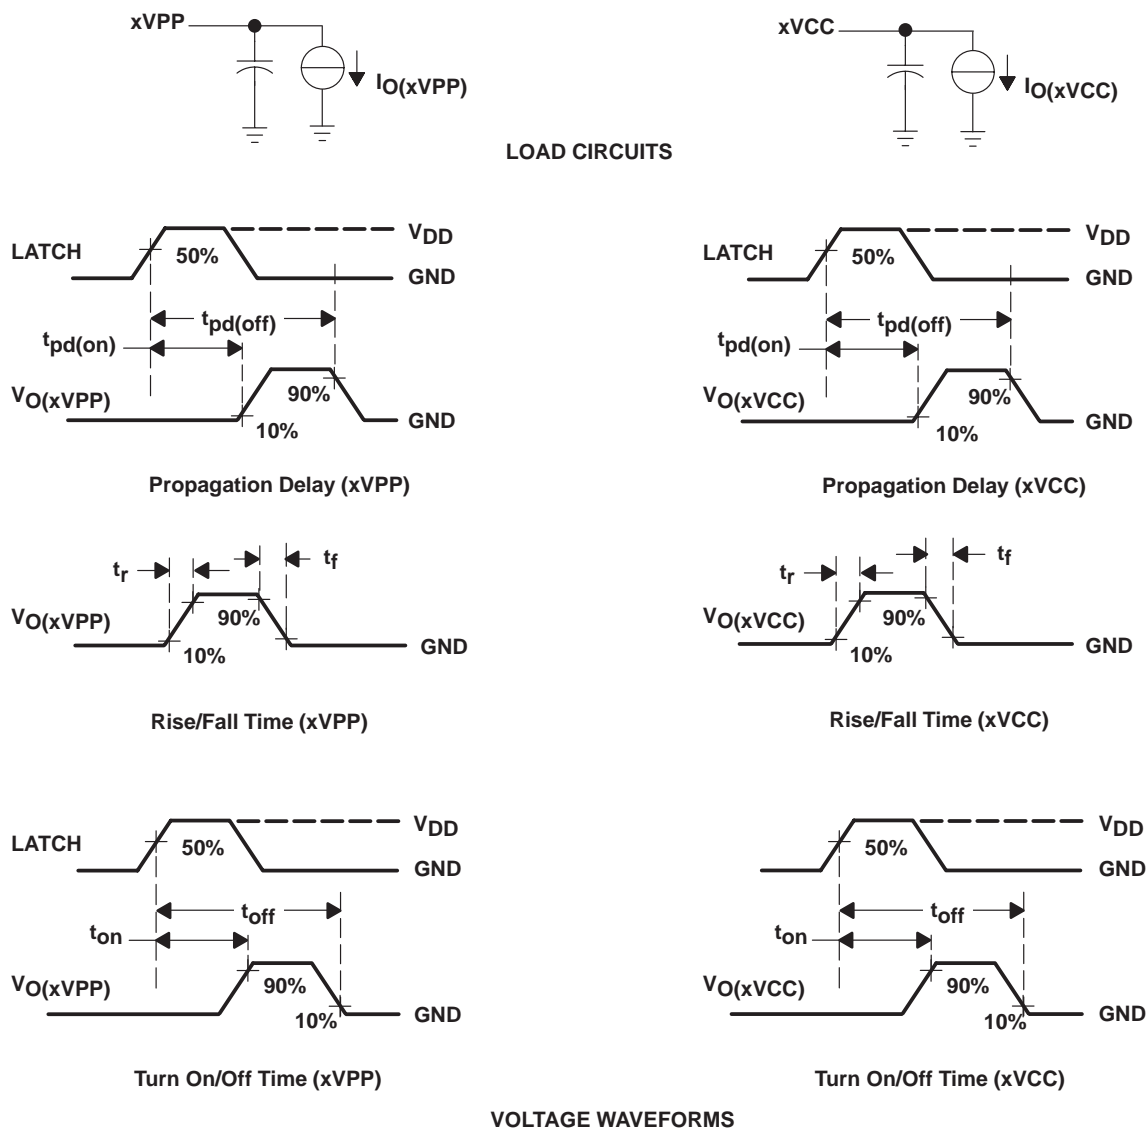 xVPP
IO(xVPP)
xVCC
IO(xVCC)
LOAD CIRCUITS
LATCH
50%
VDD
GND
tpd(off)
tpd(on)
VO(xVPP)
90%
10%
GND
Propagation Delay (xVPP)
LATCH
50%
VDD
GND
tpd(off)
tpd(on)
VO(xVCC)
90%
10%
GND
Propagation Delay (xVCC)
tr
tf
VO(xVPP)
90%
10%
GND
Rise/Fall Time (xVPP)
tr
tf
VO(xVCC)
90%
10%
GND
Rise/Fall Time (xVCC)
LATCH
50%
VDD
GND
toff
ton
VO(xVPP)
90%
10%
GND
Turn On/Off Time (xVPP)
LATCH
50%
VDD
GND
toff
ton
VO(xVCC)
90%
10%
GND
Turn On/Off Time (xVCC)
VOLTAGE WAVEFORMS